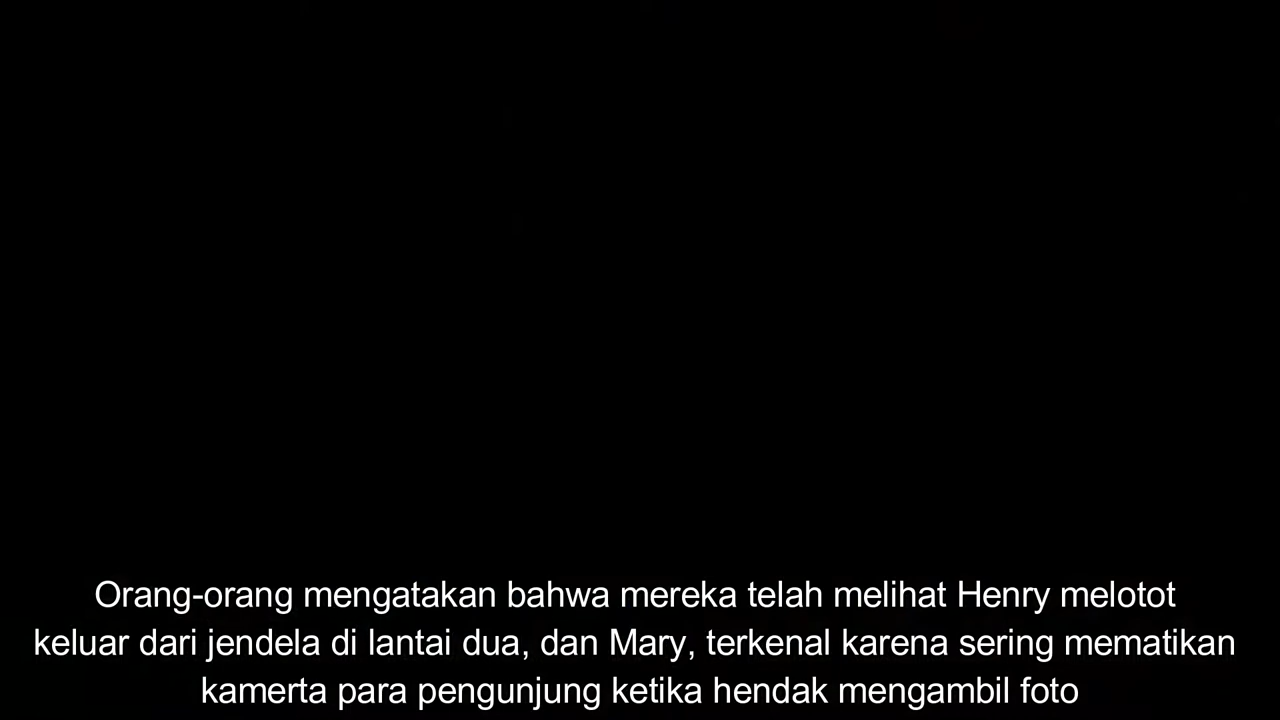 Orang-orang mengatakan bahwa mereka telah melihat Henry melotot
keluar dari jendela di lantai dua, dan Mary, terkenal karena sering mematikan
kamerta para pengunjung ketika hendak mengambil foto